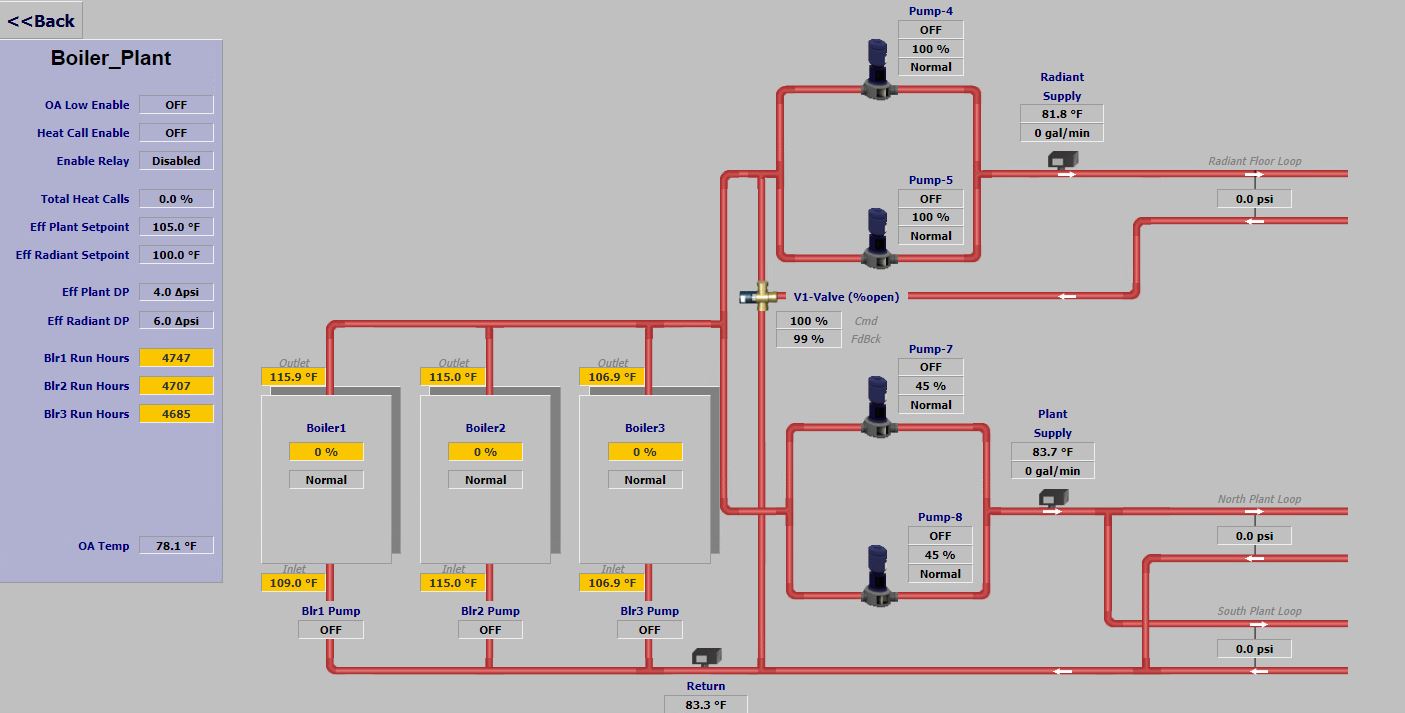 <<Back
Boiler_Plant
OA Low Enable OFF
Heat Call Enable OFF
Enable Relay Disabled
Total Heat Calls 0.0 %
Eff Plant Setpoint 105.0 °F
Eff Radiant Setpoint 100.0 °F
Eff Plant DP 4.0 Δpsi
Eff Radiant DP 6.0 Δpsi
Blr1 Run Hours 4747
Blr2 Run Hours 4707
Blr3 Run Hours 4685
OA Temp 78.1 °F
Outlet
115.9 °F
Boiler1
0 %
Normal
Inlet
109.0 °F
Blr1 Pump
OFF
Outlet
115.0 °F
Boiler2
0 %
Normal
Inlet
115.0 °F
Blr2 Pump
OFF
Outlet
106.9 °F
Boiler3
0 %
Normal
Inlet
106.9 °F
Blr3 Pump
OFF
Return
83.3 °F
Pump-4
OFF
100 %
Normal
Pump-5
OFF
100 %
Normal
Radiant
Supply
81.8 °F
0 gal/min
Radiant Floor Loop
0.0 psi
V1-Valve (%open)
100 % Cmd
99 % FdBck
Pump-7
OFF
45 %
Normal
Pump-8
OFF
45 %
Normal
Plant
Supply
83.7 °F
0 gal/min
North Plant Loop
0.0 psi
South Plant Loop
0.0 psi